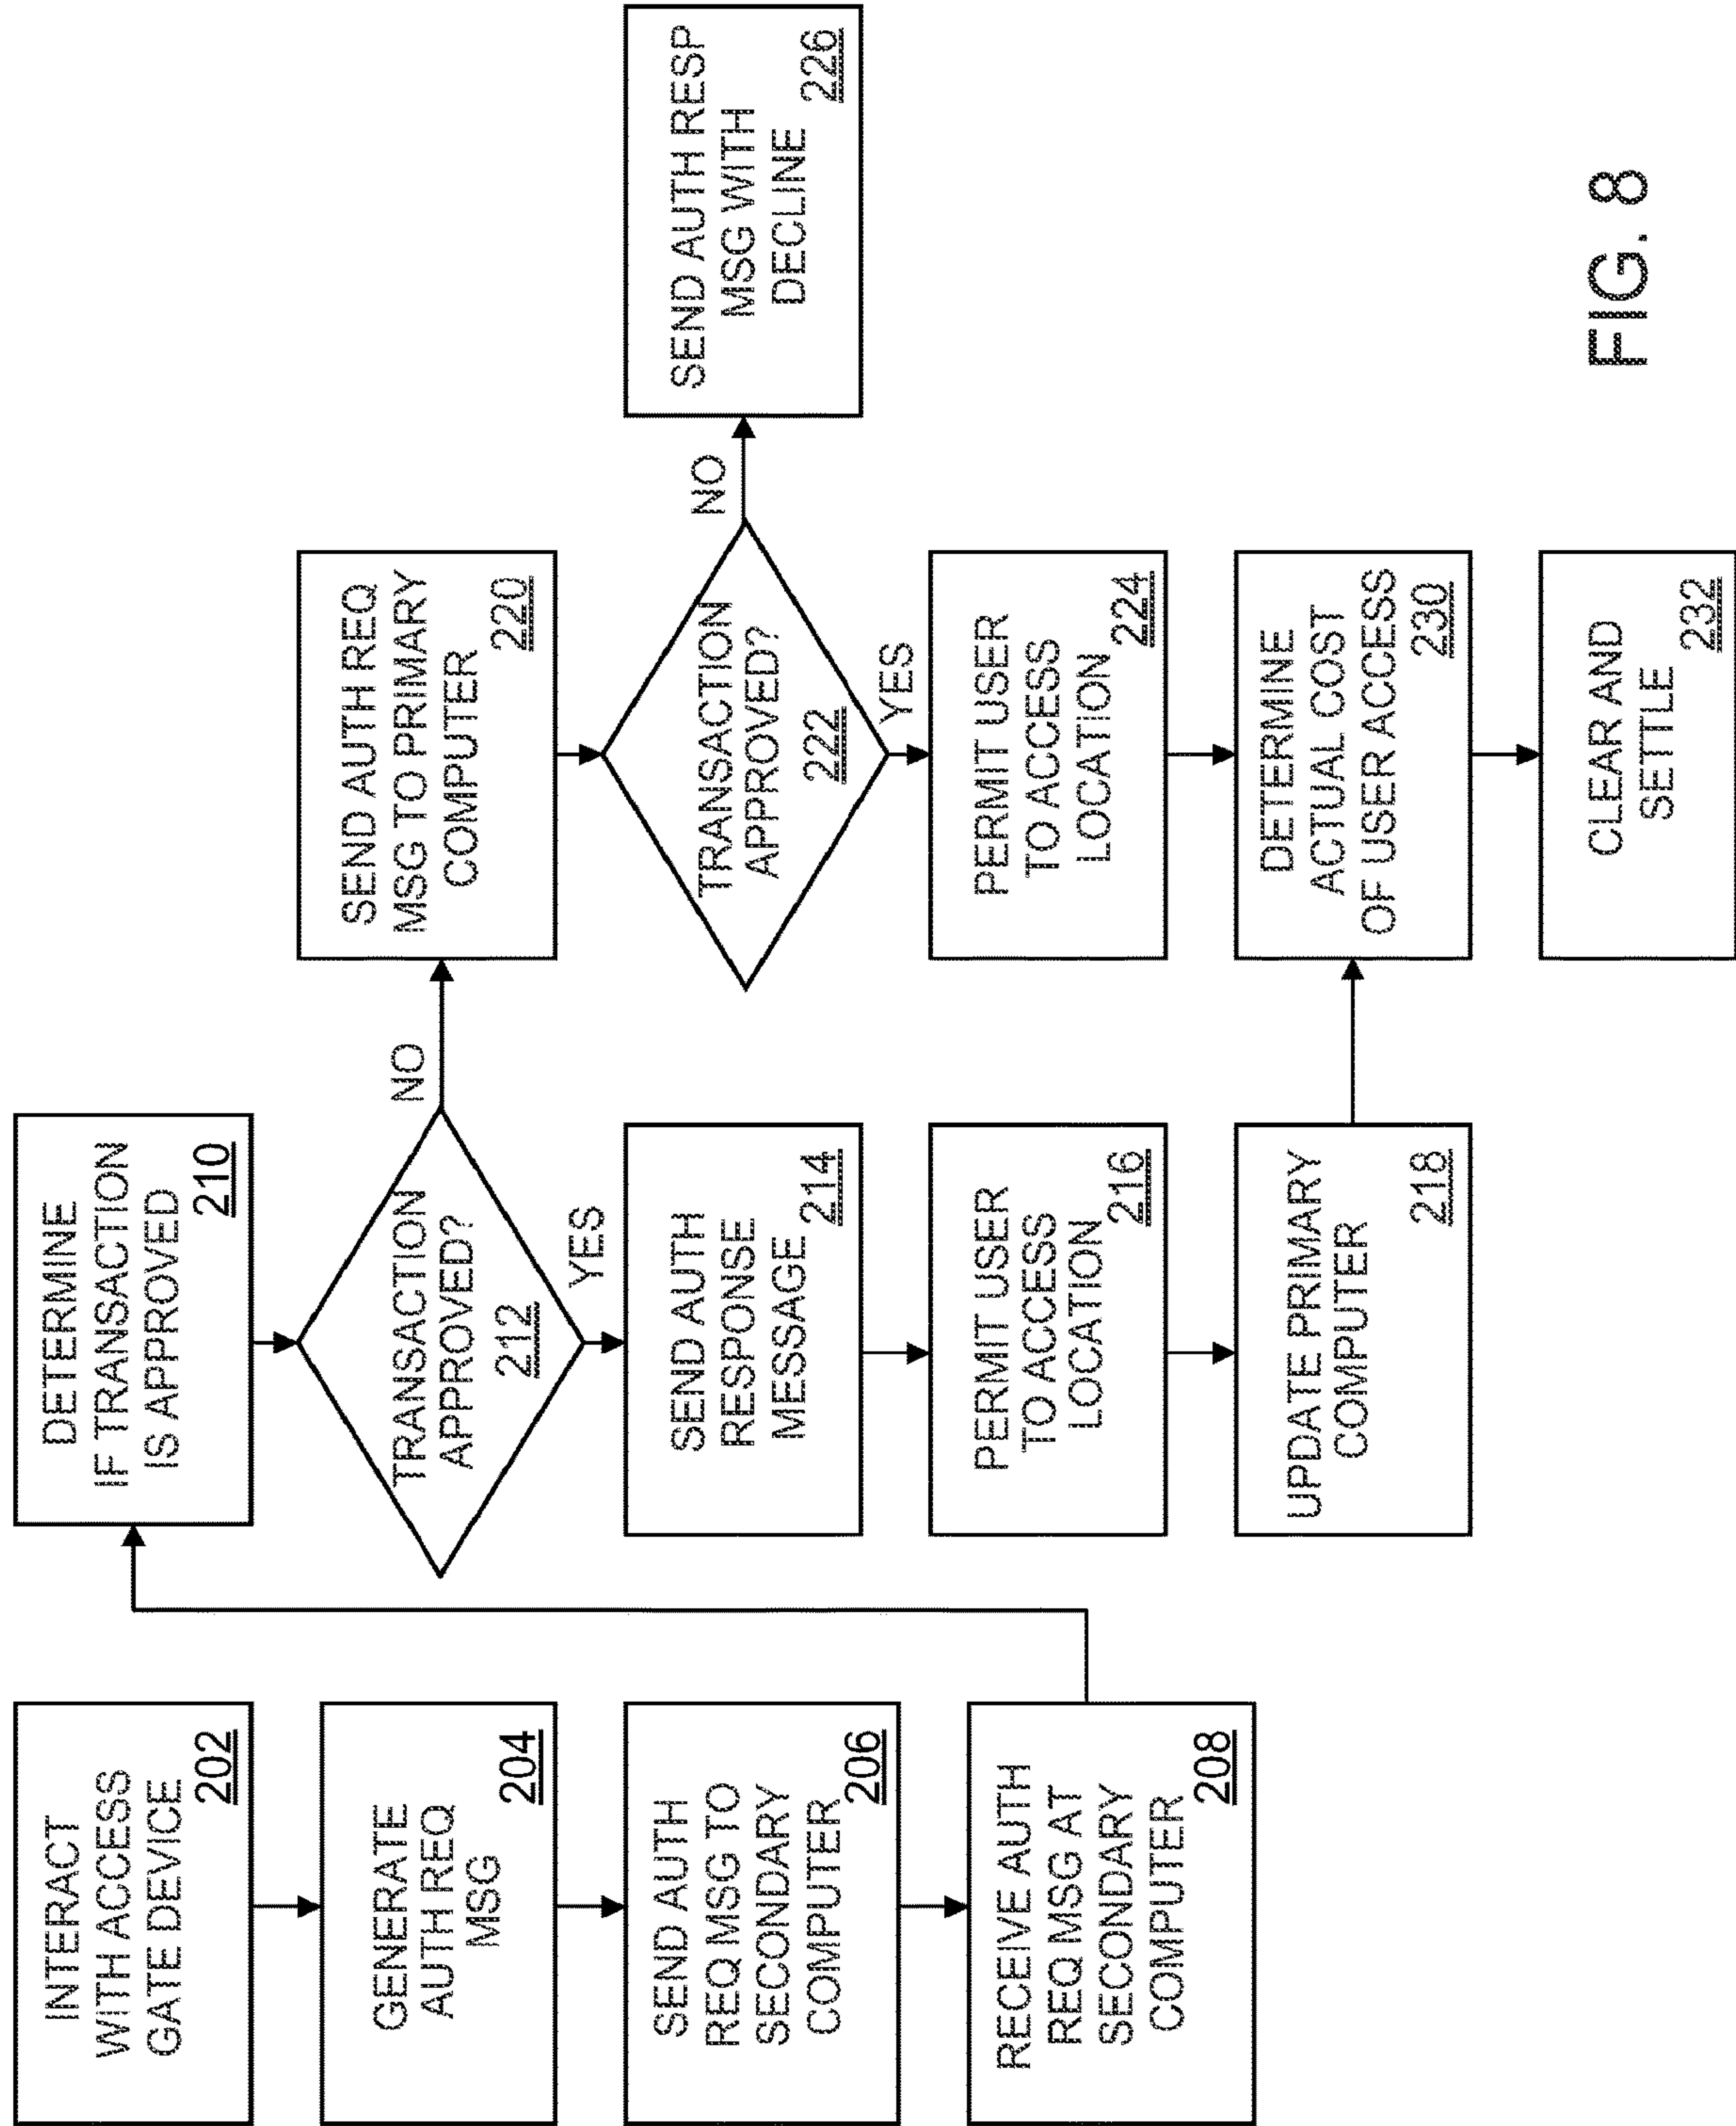 INTERACT
WITH ACCESS
GATE DEVICE
202
GENERATE
AUTH REQ
MSG
204
SEND AUTH
REQ MSG TO
SECONDARY
COMPUTER
206
RECEIVE AUTH
REQ MSG AT
SECONDARY
COMPUTER
208
DETERMINE
IF TRANSACTION
IS APPROVED
210
TRANSACTION
APPROVED?
212
NO
YES
SEND AUTH
RESPONSE
MESSAGE
214
PERMIT USER
TO ACCESS
LOCATION
216
UPDATE PRIMARY
COMPUTER
218
SEND AUTH REQ
MSG TO PRIMARY
COMPUTER
220
TRANSACTION
APPROVED?
222
NO
YES
PERMIT USER
TO ACCESS
LOCATION
224
SEND AUTH RESP
MSG WITH
DECLINE
226
DETERMINE
ACTUAL COST
OF USER ACCESS
230
CLEAR AND
SETTLE
232
FIG. 8